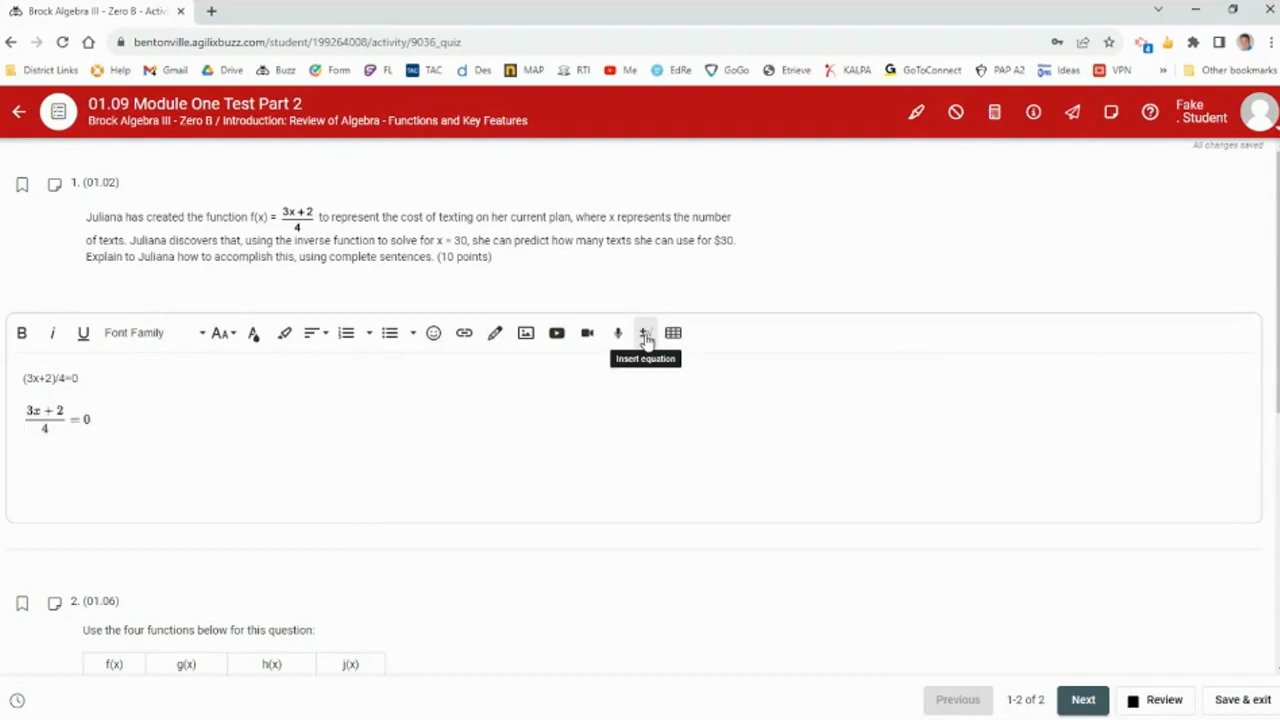 Brock Algebra III - Zero B - Activ
bentonville.agilixbuzz.com/student/199264008/activity/9036_quiz
District Links Help Gmail Drive Buzz Form FL TAC Des MAP RTI Me EdRe GoGo Etrieve KALPA GoToConnect PAP A2 Ideas VPN » Other bookmarks
01.09 Module One Test Part 2
Brock Algebra III - Zero B / Introduction: Review of Algebra - Functions and Key Features
Fake
. Student
All changes saved
1. (01.02)
Juliana has created the function f(x) = (3x+2)/4 to represent the cost of texting on her current plan, where x represents the number
of texts. Juliana discovers that, using the inverse function to solve for x = 30, she can predict how many texts she can use for $30.
Explain to Juliana how to accomplish this, using complete sentences. (10 points)
B i U Font Family AA A
Insert equation
(3x+2)/4=0
3x + 2
4 = 0
2. (01.06)
Use the four functions below for this question:
f(x) g(x) h(x) j(x)
Previous 1-2 of 2 Next Review Save & exit